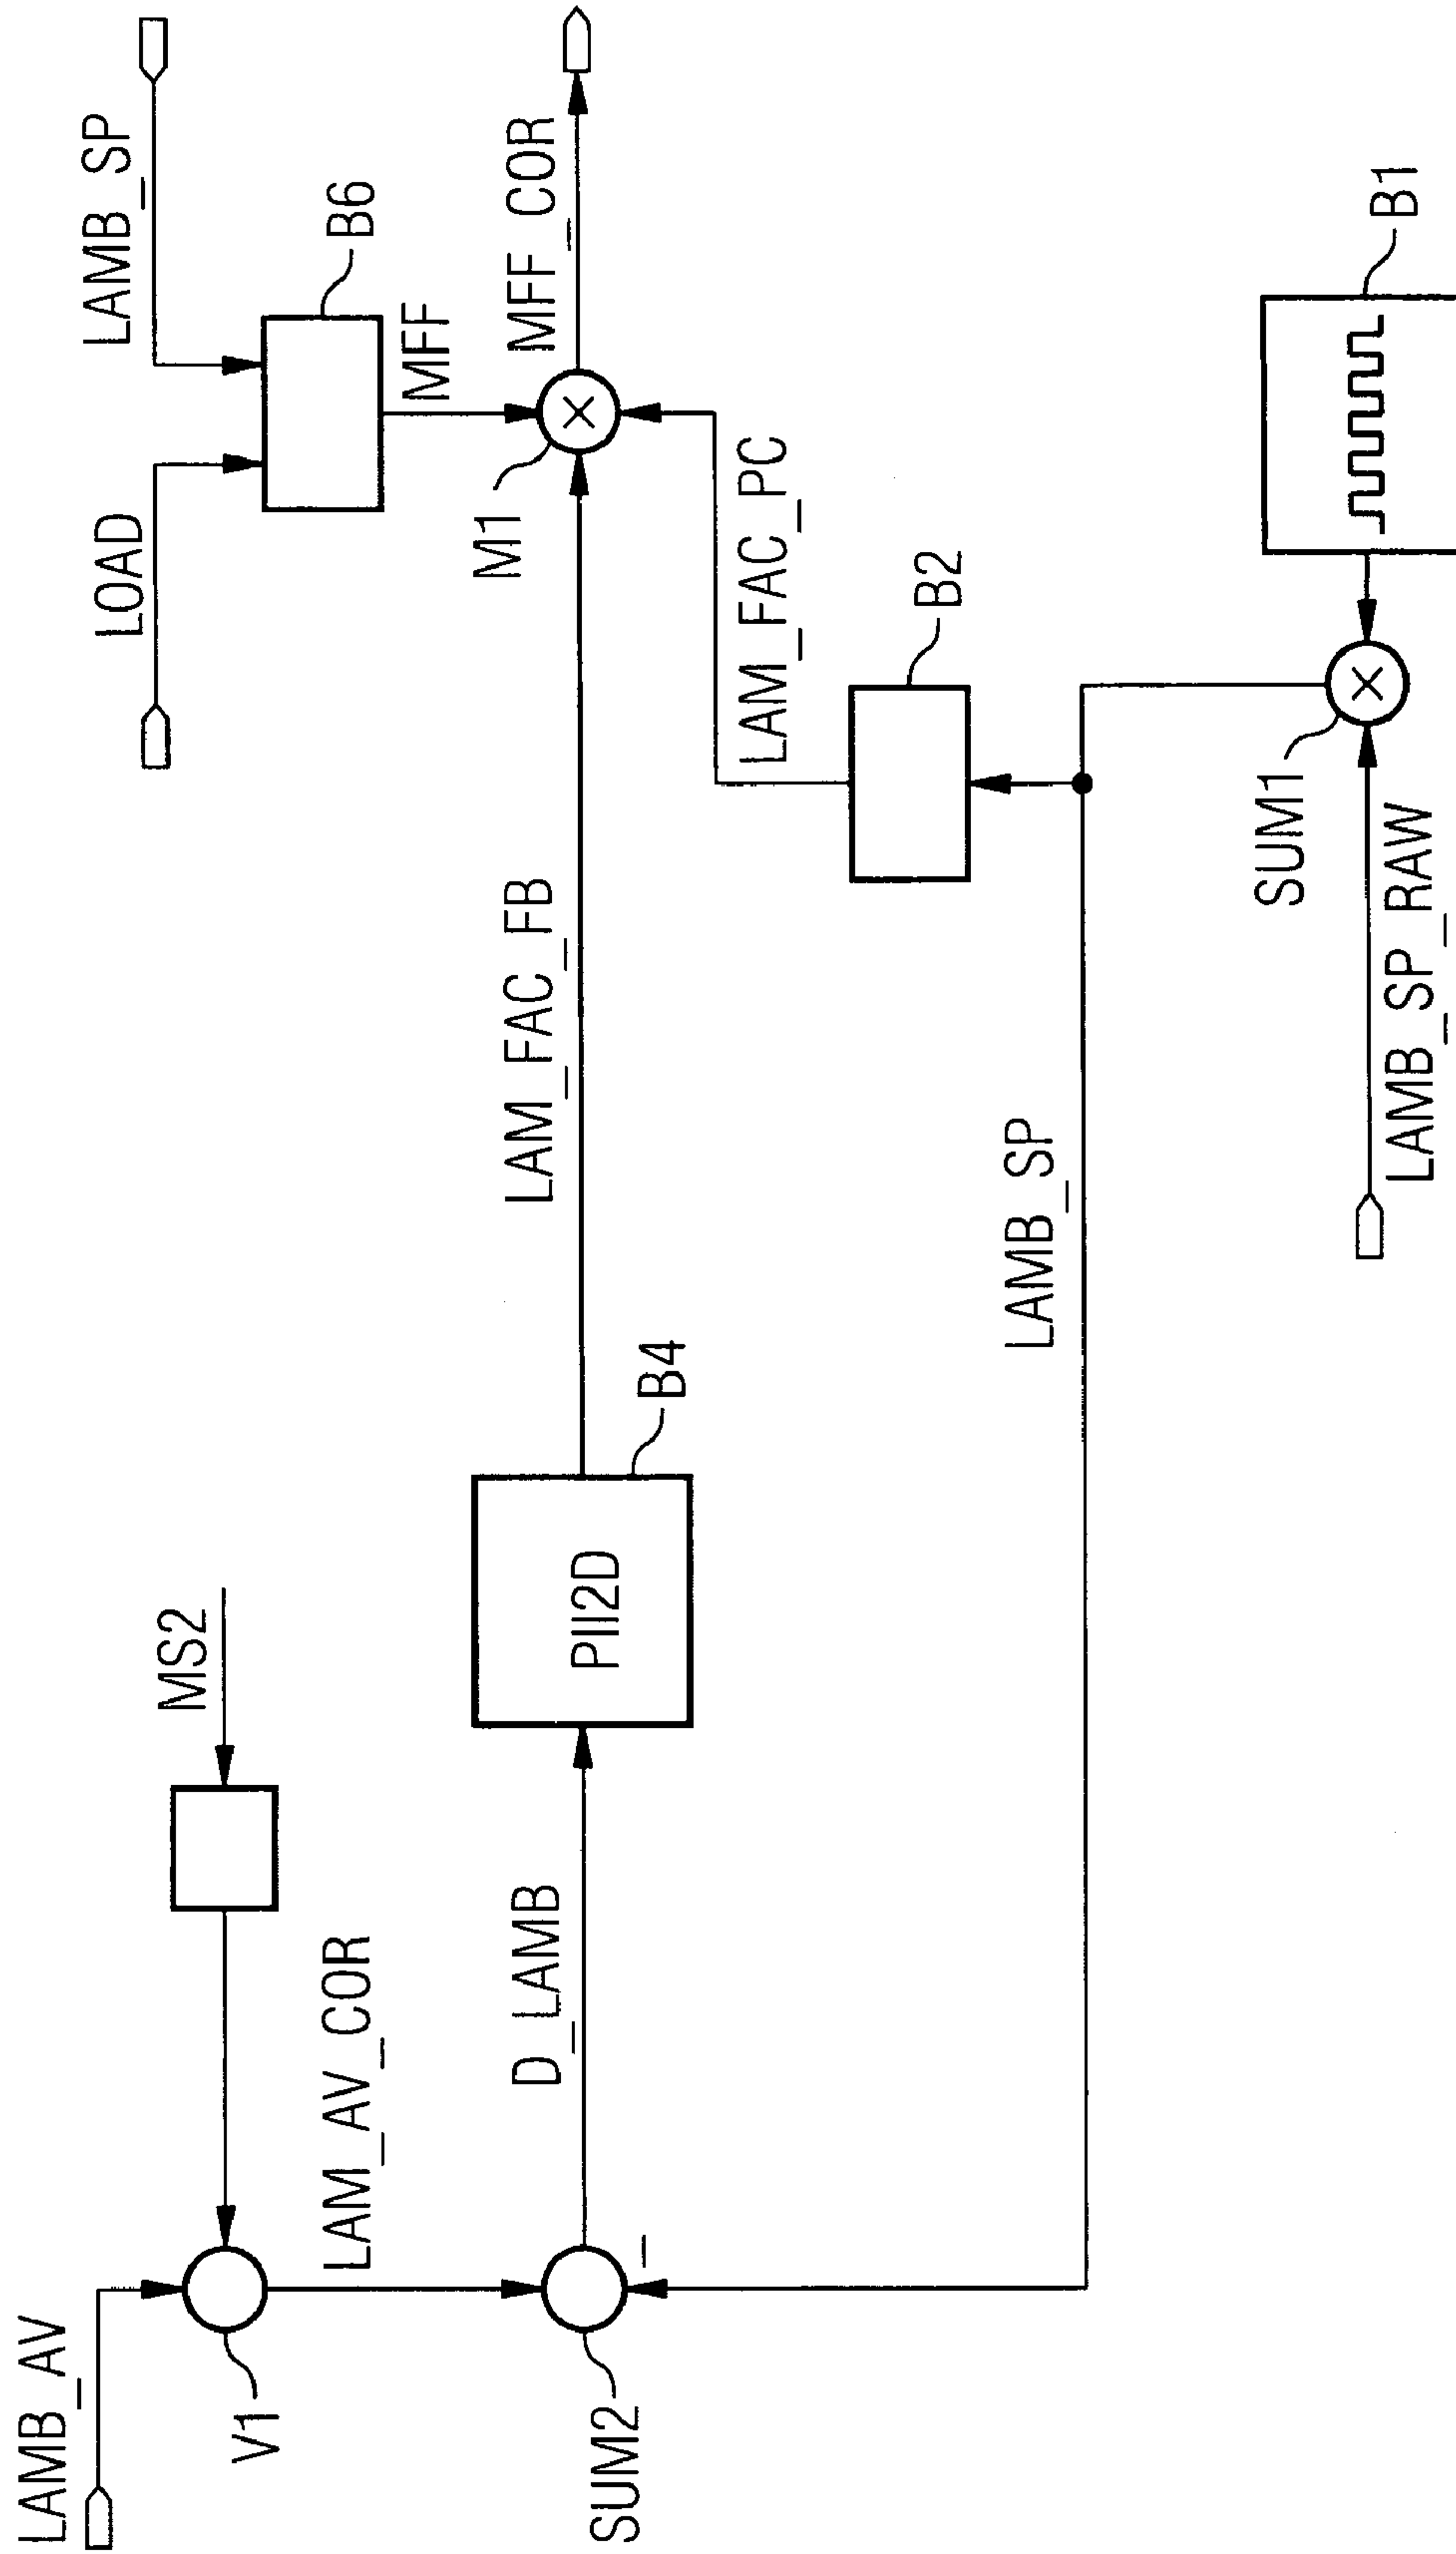 LAMB_AV
V1
MS2
LAM_AV_COR
SUM2
D_LAMB
PII2D
B4
LAM_FAC_FB
LOAD
LAMB_SP
B6
MFF
M1
MFF_COR
LAM_FAC_PC
B2
LAMB_SP
–
SUM1
LAMB_SP_RAW
B1